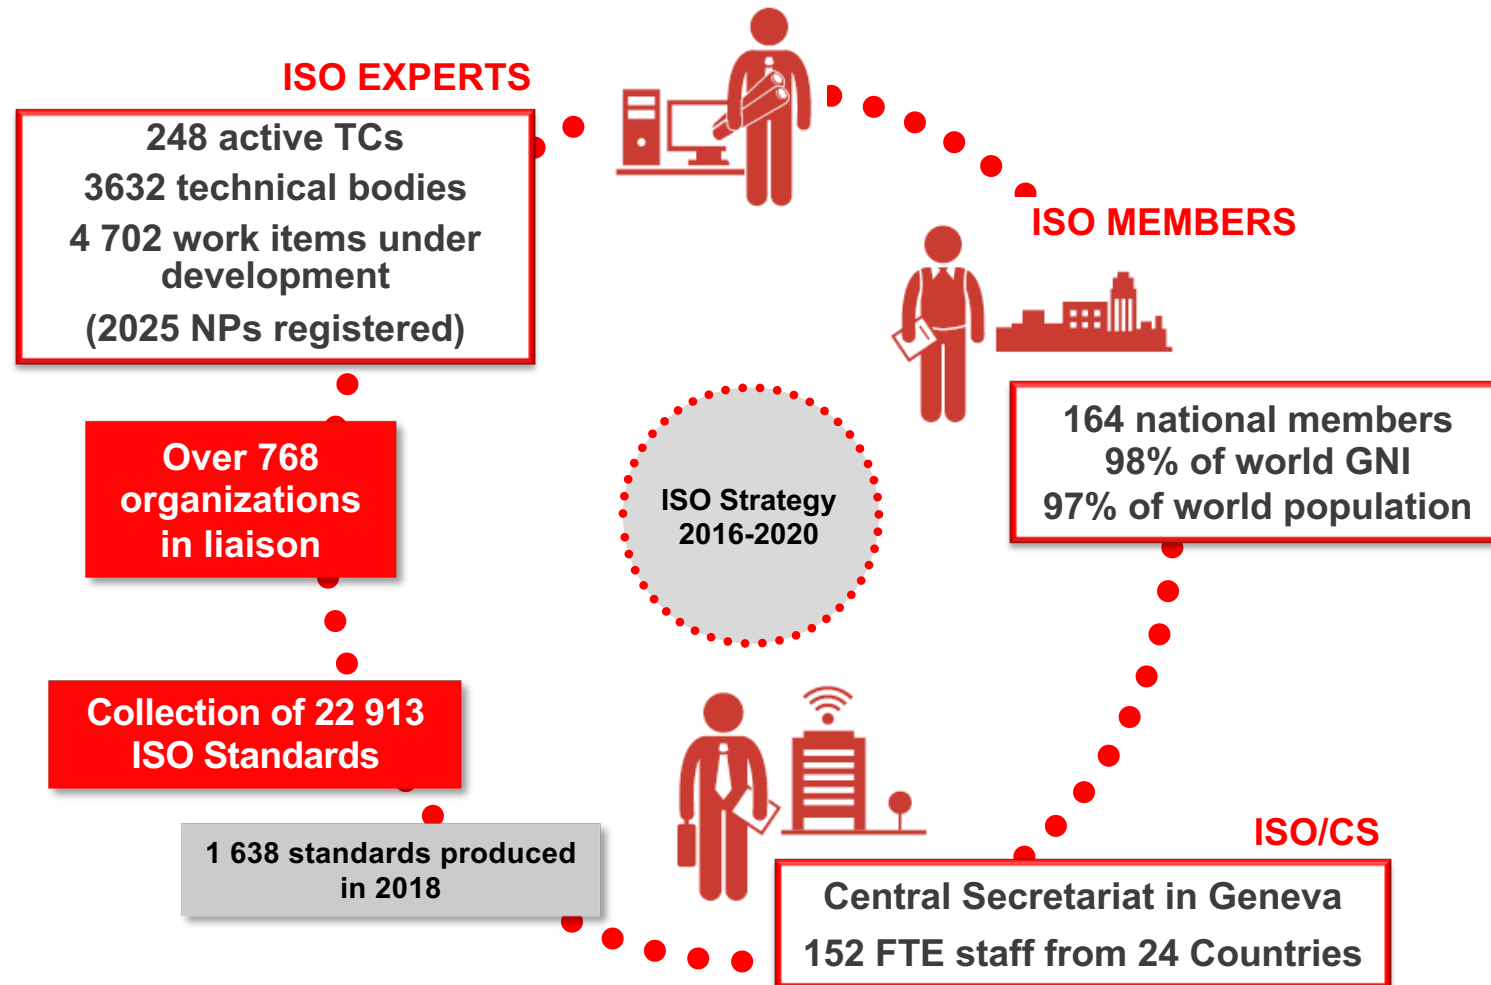 ISO EXPERTS
248 active TCs
3632 technical bodies
4 702 work items under
development
(2025 NPs registered)
ISO MEMBERS
164 national members
98% of world GNI
97% of world population
Over 768
organizations
in liaison
ISO Strategy
2016-2020
Collection of 22 913
ISO Standards
1 638 standards produced
in 2018
ISO/CS
Central Secretariat in Geneva
152 FTE staff from 24 Countries